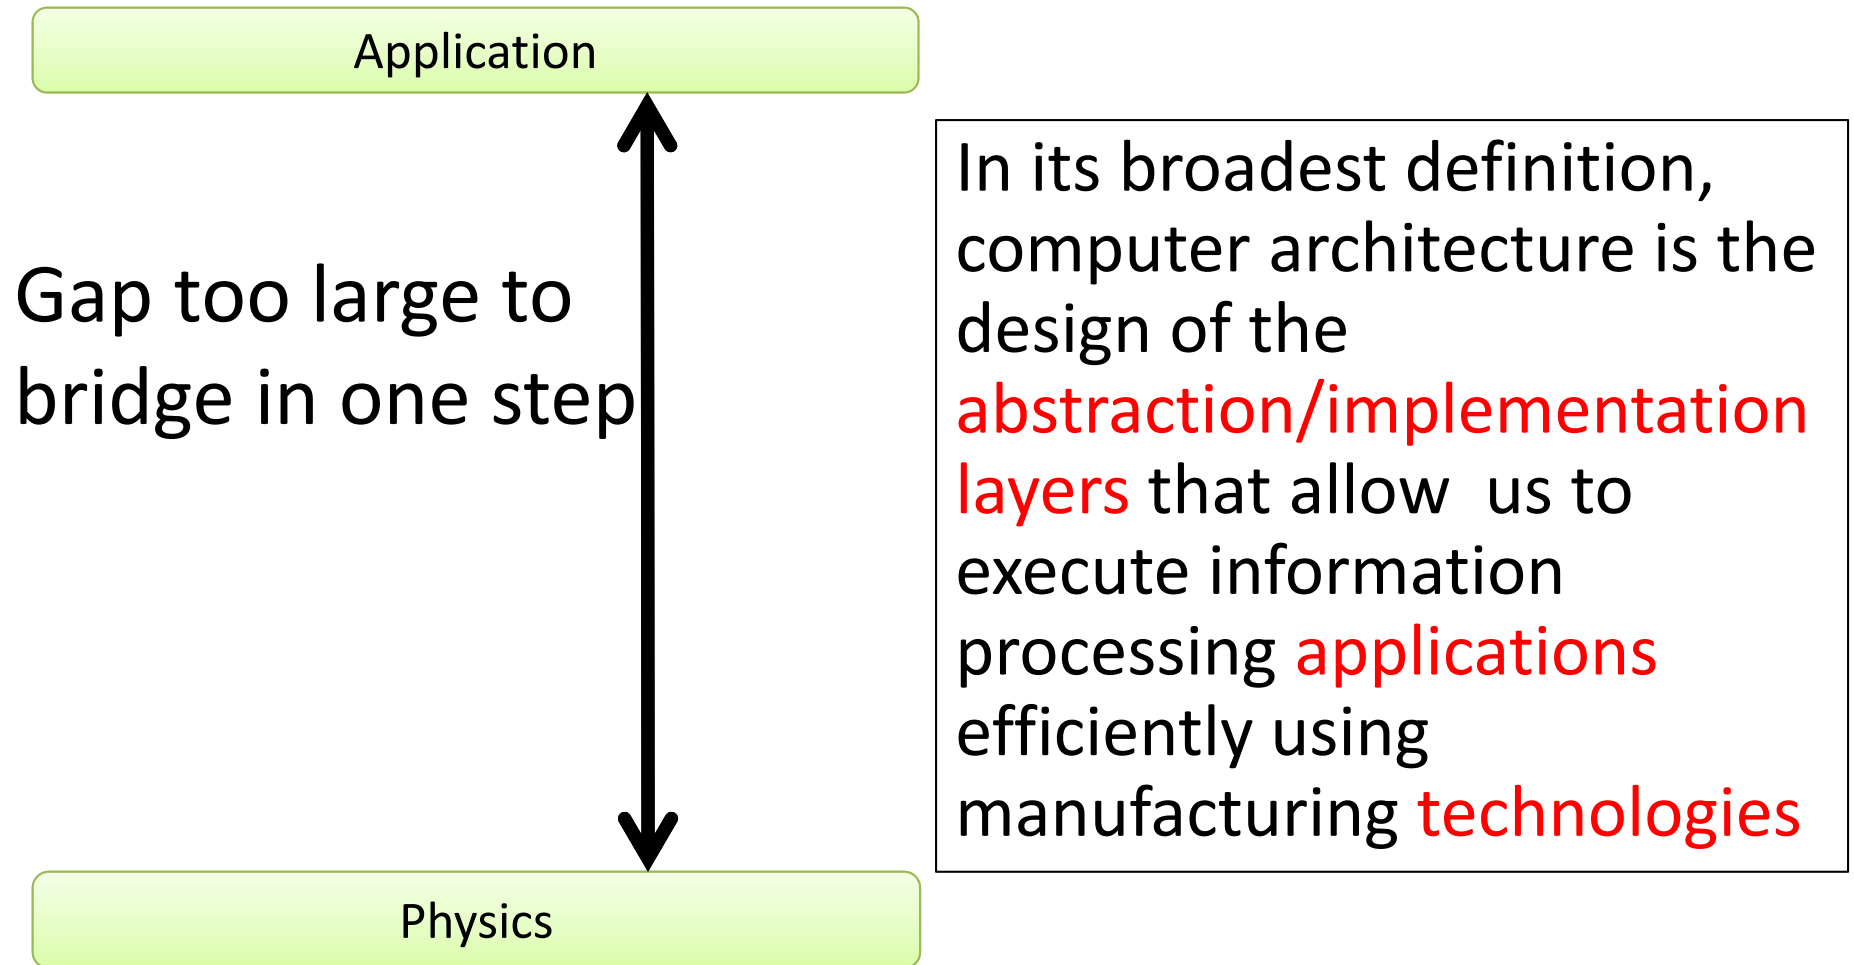 Application
Gap too large to
bridge in one step
In its broadest definition,
computer architecture is the
design of the
abstraction/implementation
layers that allow  us to
execute information
processing applications
efficiently using
manufacturing technologies
Physics